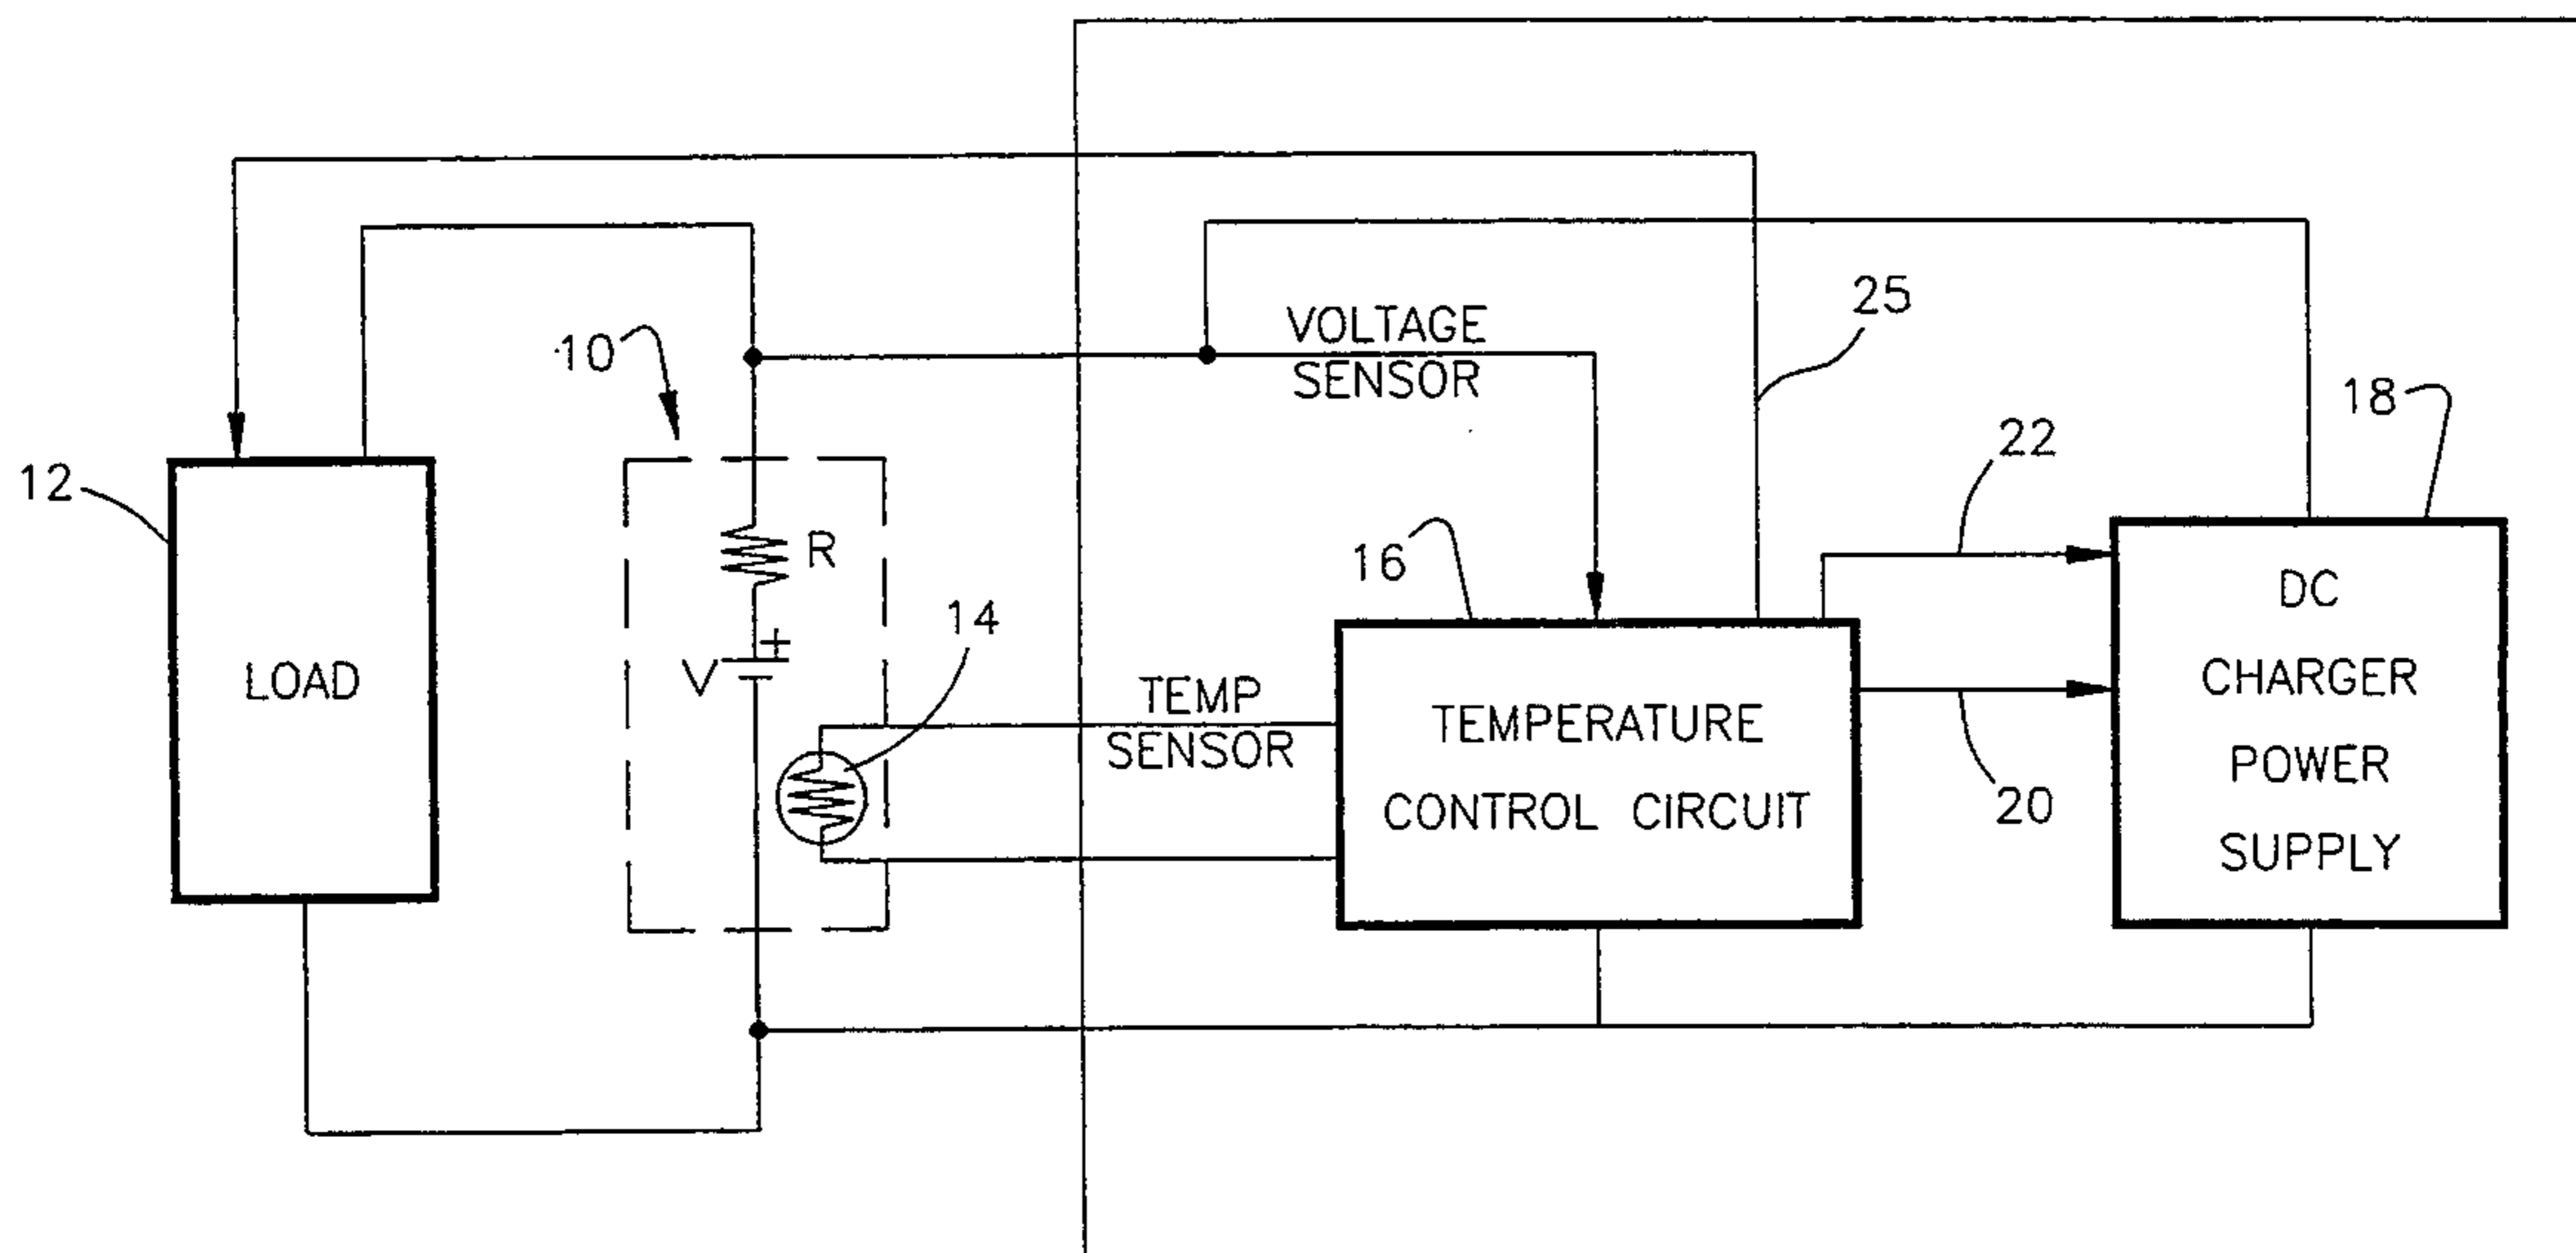 25
VOLTAGE
SENSOR
10
18
22
12
16
R
DC
14
+
V
LOAD
TEMP
SENSOR
TEMPERATURE
CONTROL CIRCUIT
CHARGER
POWER
SUPPLY
20